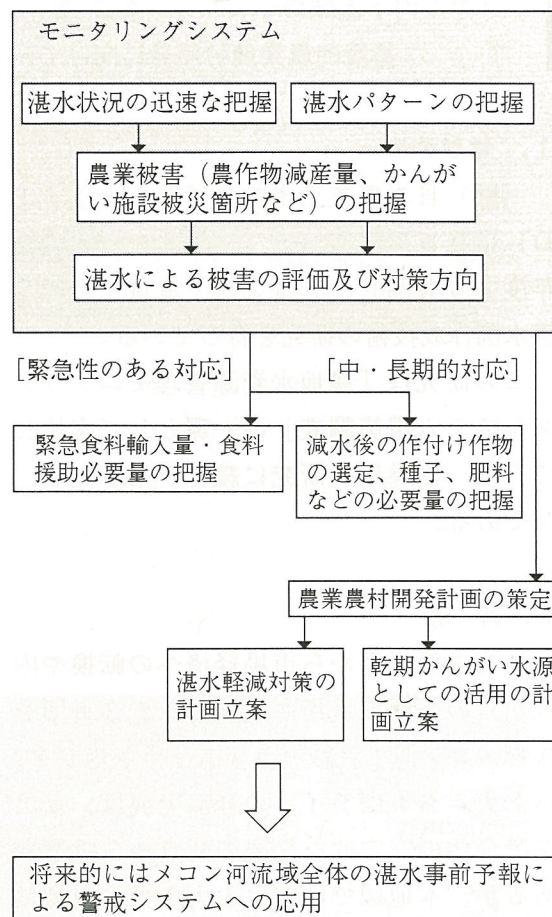 モニタリングシステム
湛水状況の迅速な把握
湛水パターンの把握
農業被害（農作物減産量、かんが
い施設被災箇所など）の把握
湛水による被害の評価及び対策方向
[緊急性のある対応]
[中・長期的対応]
緊急食料輸入量・食料
援助必要量の把握
減水後の作付け作物
の選定、種子、肥料
などの必要量の把握
農業農村開発計画の策定
湛水軽減対策の
計画立案
乾期かんがい水源
としての活用の計
画立案
将来的にはメコン河流域全体の湛水事前予報に
よる警戒システムへの応用